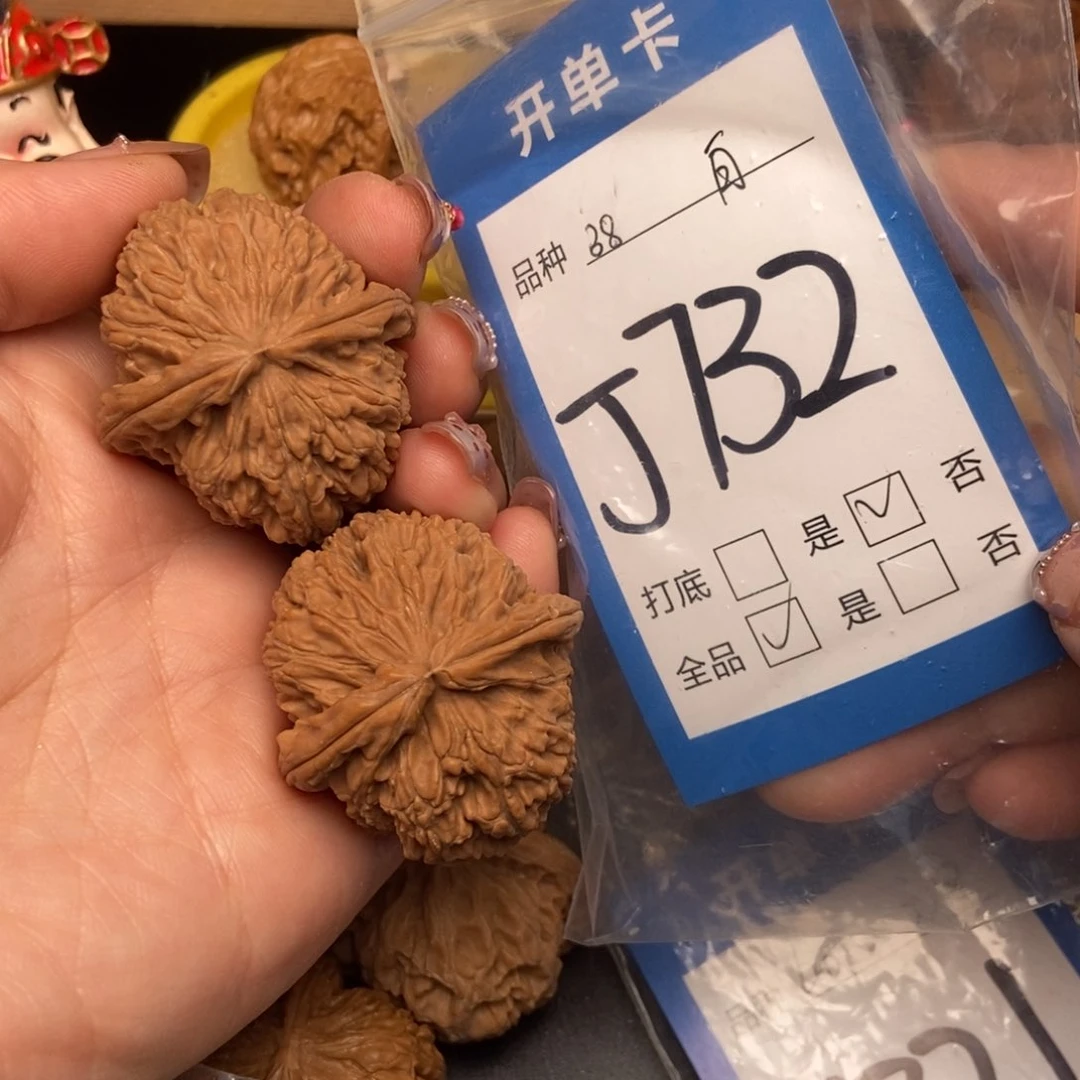 开单卡
品种 38 白
J732
打底 □ 是 ☑ 否
全品 ☑ 是 □ 否